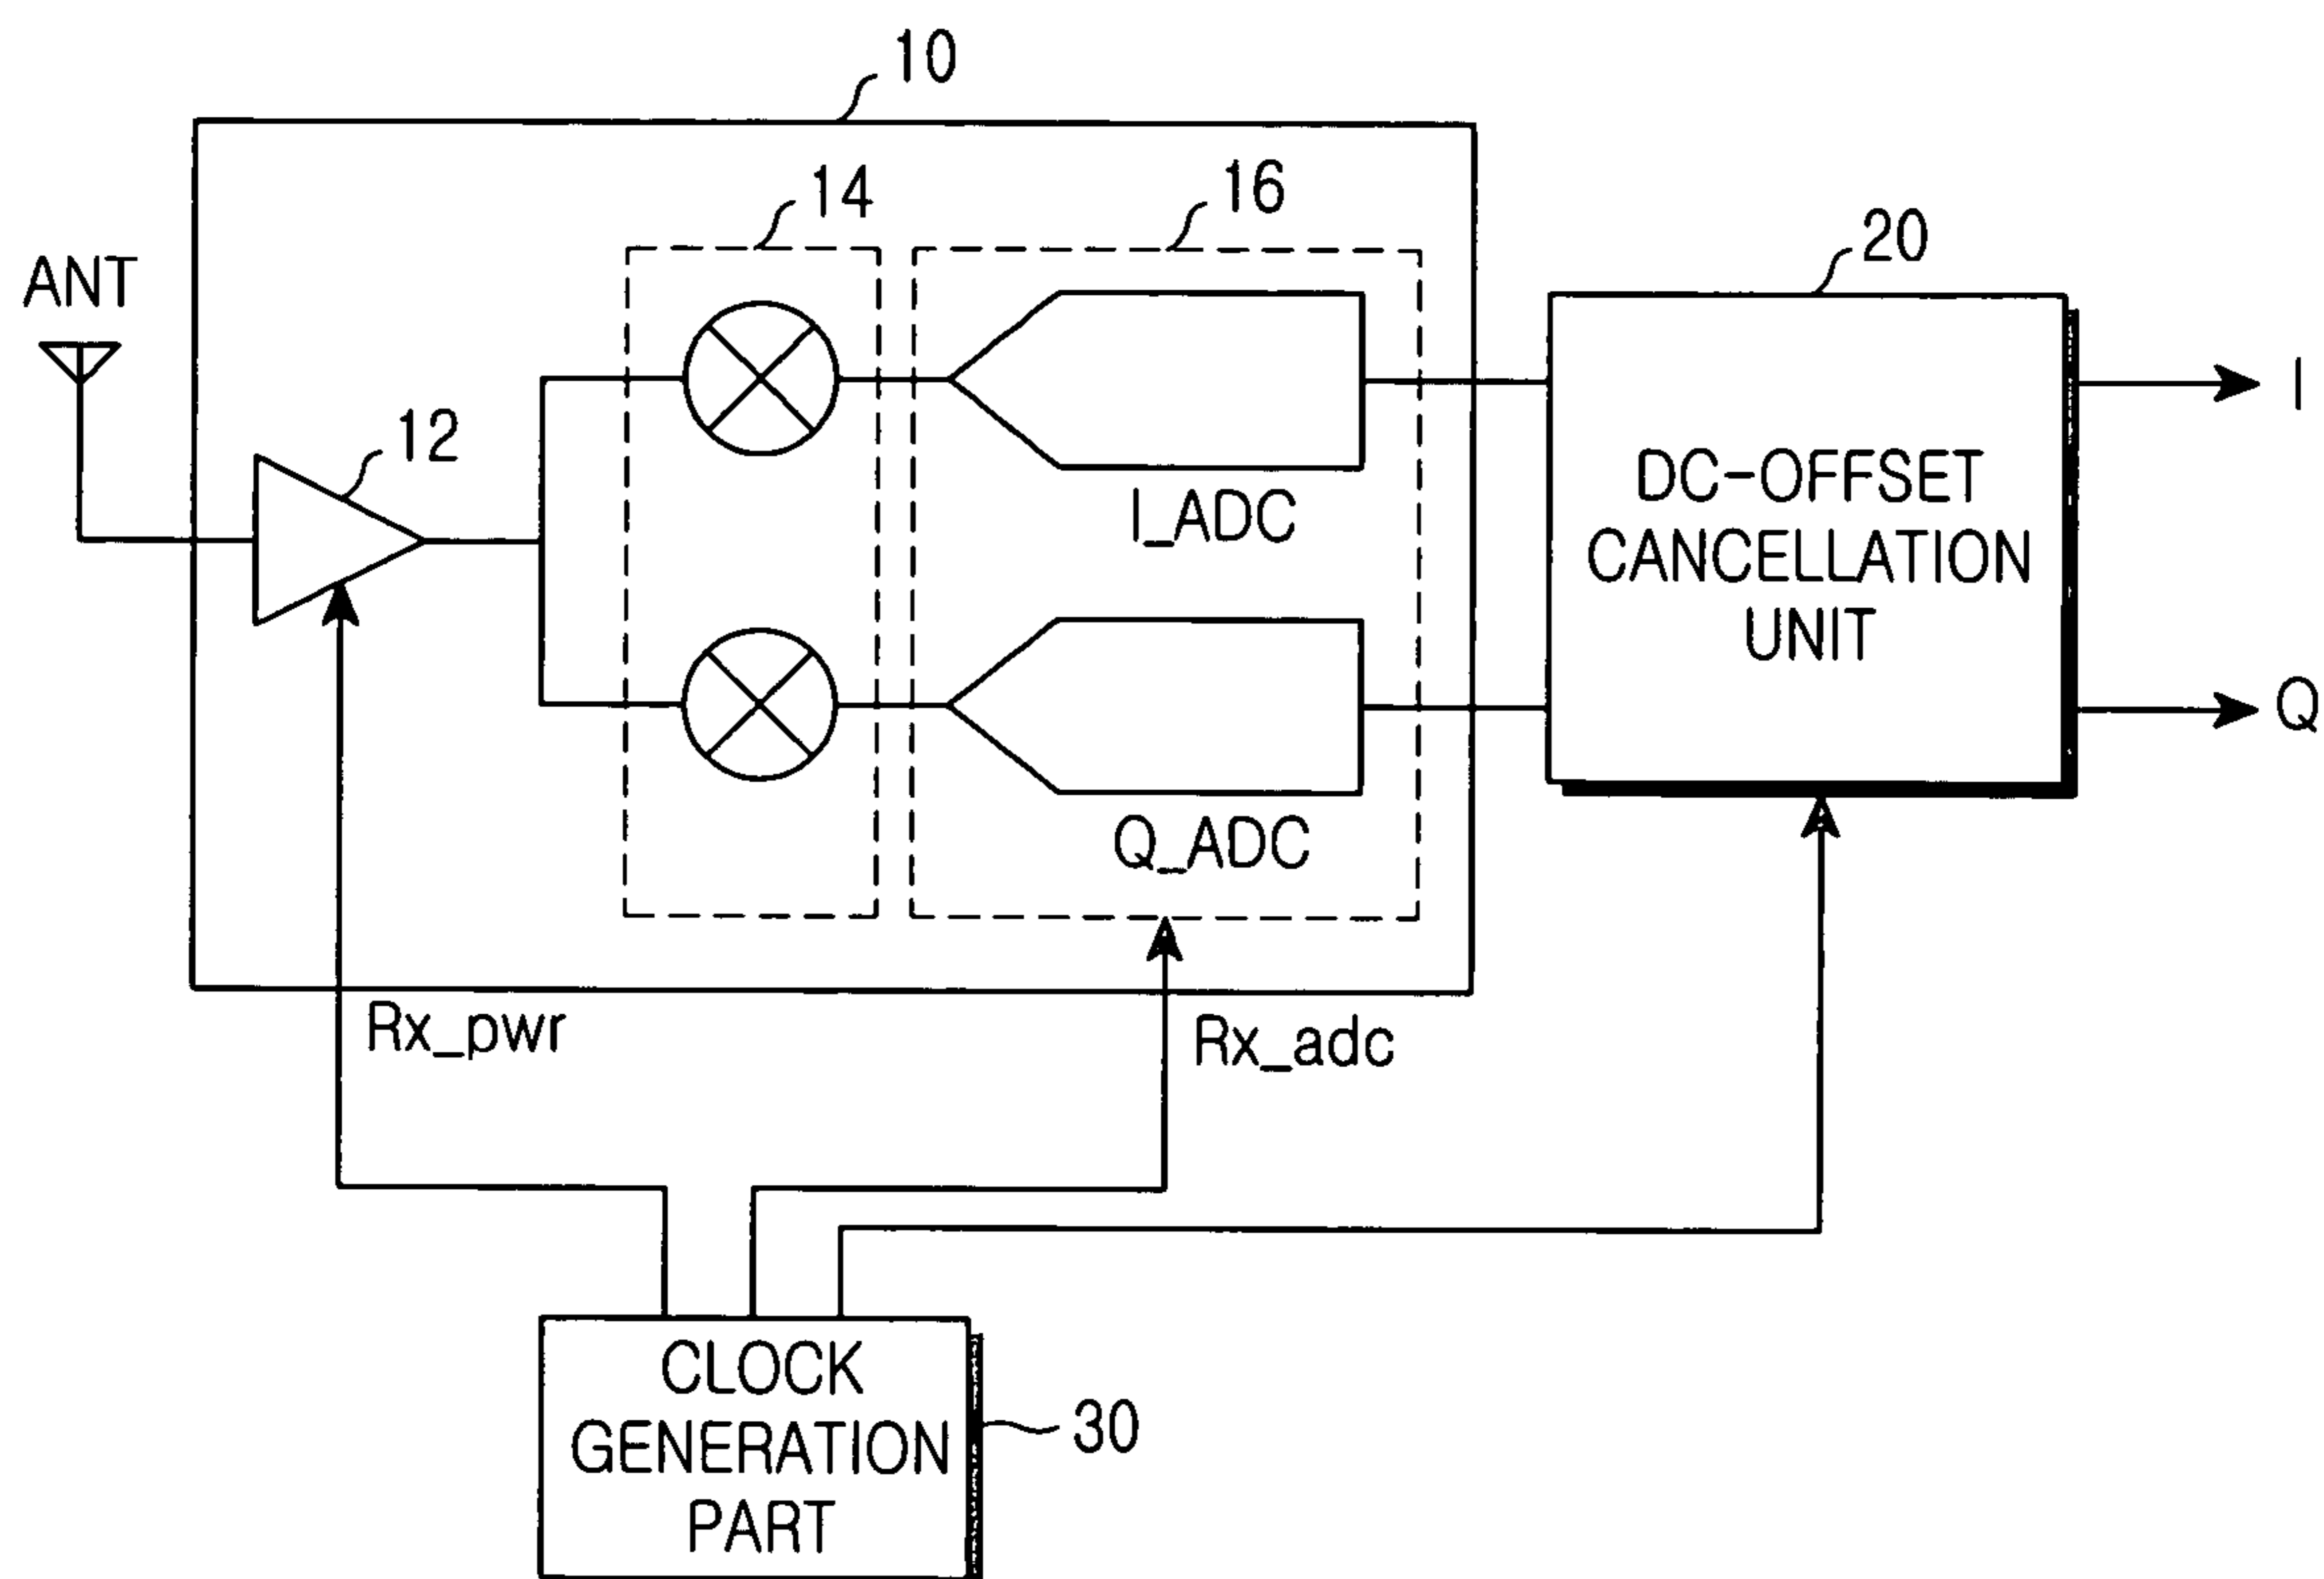 10
14
16
20
ANT
12
I
I_ADC
DC-OFFSET
CANCELLATION
UNIT
Q
Q_ADC
Rx_pwr
Rx_adc
CLOCK
GENERATION
PART
30